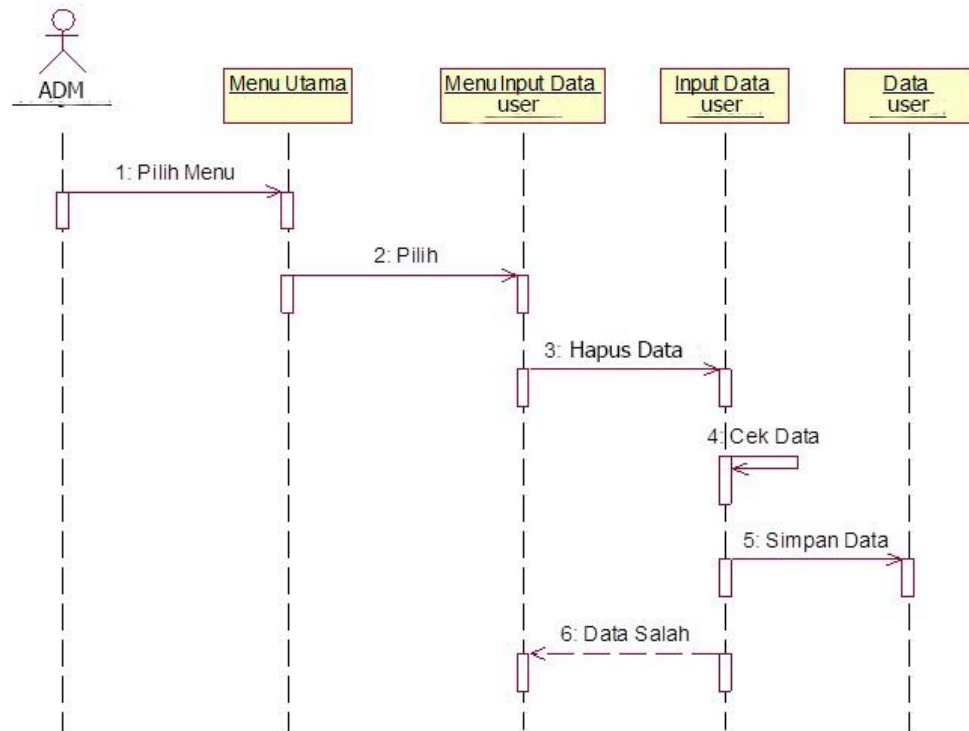 ADM
Menu Utama
Menu Input Data
user
Input Data
user
Data
user
1: Pilih Menu
2: Pilih
3: Hapus Data
4: Cek Data
5: Simpan Data
6: Data Salah